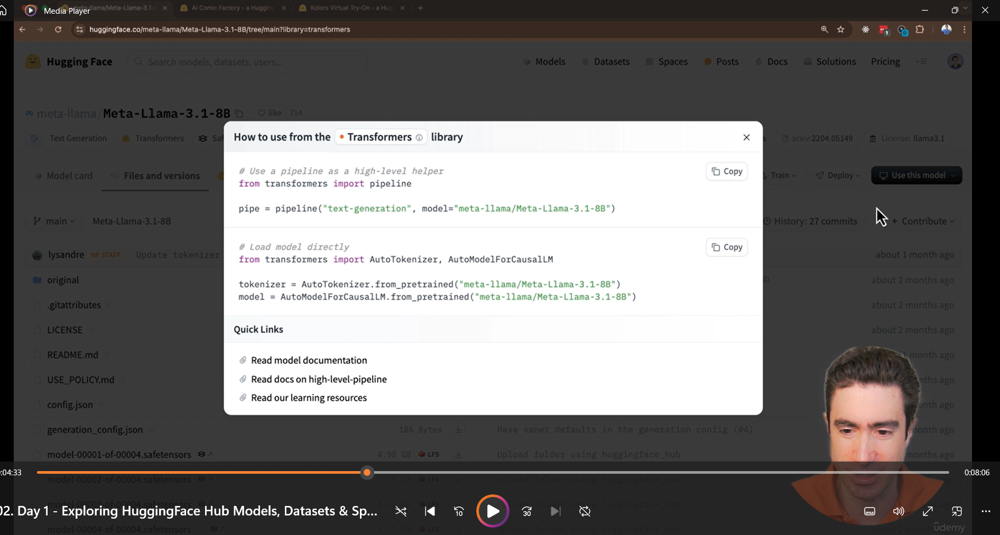 Media Player
meta-llama/Meta-Llama-3.1-
AI Comic Factory - a Hugging
Kolors Virtual Try-On - a Hug
huggingface.co/meta-llama/Meta-Llama-3.1-8B/tree/main?library=transformers
1
Hugging Face
Search models, datasets, users...
Models
Datasets
Spaces
Posts
Docs
Solutions
Pricing
meta-llama/Meta-Llama-3.1-8B
like 714
Text Generation
Transformers
Saf
arxiv:2204.05149
License: llama3.1
Model card
Files and versions
Train
Deploy
Use this model
main
Meta-Llama-3.1-8B
History: 27 commits
+ Contribute
How to use from the Transformers library
# Use a pipeline as a high-level helper
Copy
from transformers import pipeline
pipe = pipeline("text-generation", model="meta-llama/Meta-Llama-3.1-8B")
# Load model directly
Copy
from transformers import AutoTokenizer, AutoModelForCausalLM
tokenizer = AutoTokenizer.from_pretrained("meta-llama/Meta-Llama-3.1-8B")
model = AutoModelForCausalLM.from_pretrained("meta-llama/Meta-Llama-3.1-8B")
Quick Links
Read model documentation
Read docs on high-level-pipeline
Read our learning resources
lysandre HF STAFF Update tokenizer
about 1 month ago
original
about 2 months ago
.gitattributes
about 2 months ago
LICENSE
about 2 months ago
README.md
month ago
USE_POLICY.md
ths ago
config.json
nth ago
generation_config.json
185 Bytes
Have saner defaults in the generation config (#4)
onth ago
model-00001-of-00004.safetensors
4.98 GB LFS
Upload folder using huggingface_hub
months ago
:04:33
0:08:06
model-00002-of-00004.safetensors
5 GB LFS
Upload folder using huggingface_hub
go
model-00003-of-00004.safetensors
02. Day 1 - Exploring HuggingFace Hub Models, Datasets & Sp...
10
30
model-00004-of-00004.safetensors
1.17 GB LFS
Upload folder using huggingface_hub
about 2 months ago
ûdemy